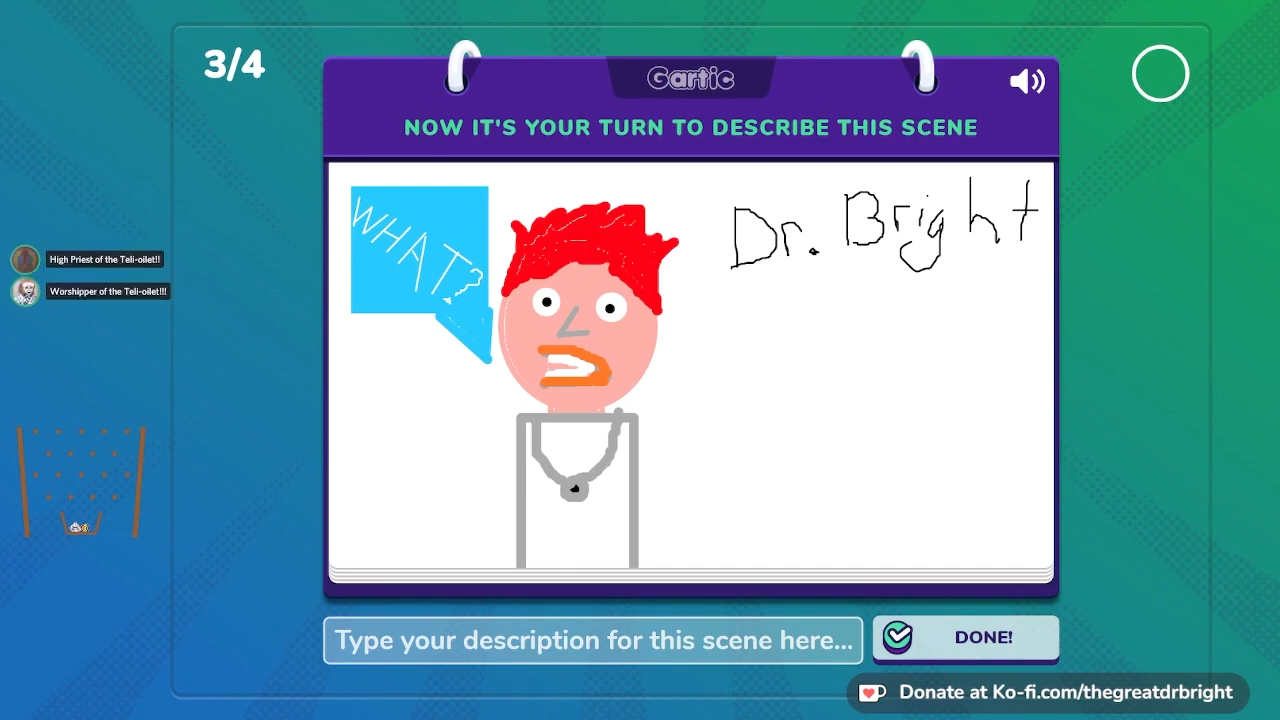 3/4
Gartic
NOW IT'S YOUR TURN TO DESCRIBE THIS SCENE
WHAT?
Dr. Bright
High Priest of the Teli-oilet!!
Worshipper of the Teli-oilet!!!
Type your description for this scene here...
DONE!
Donate at Ko-fi.com/thegreatdrbright